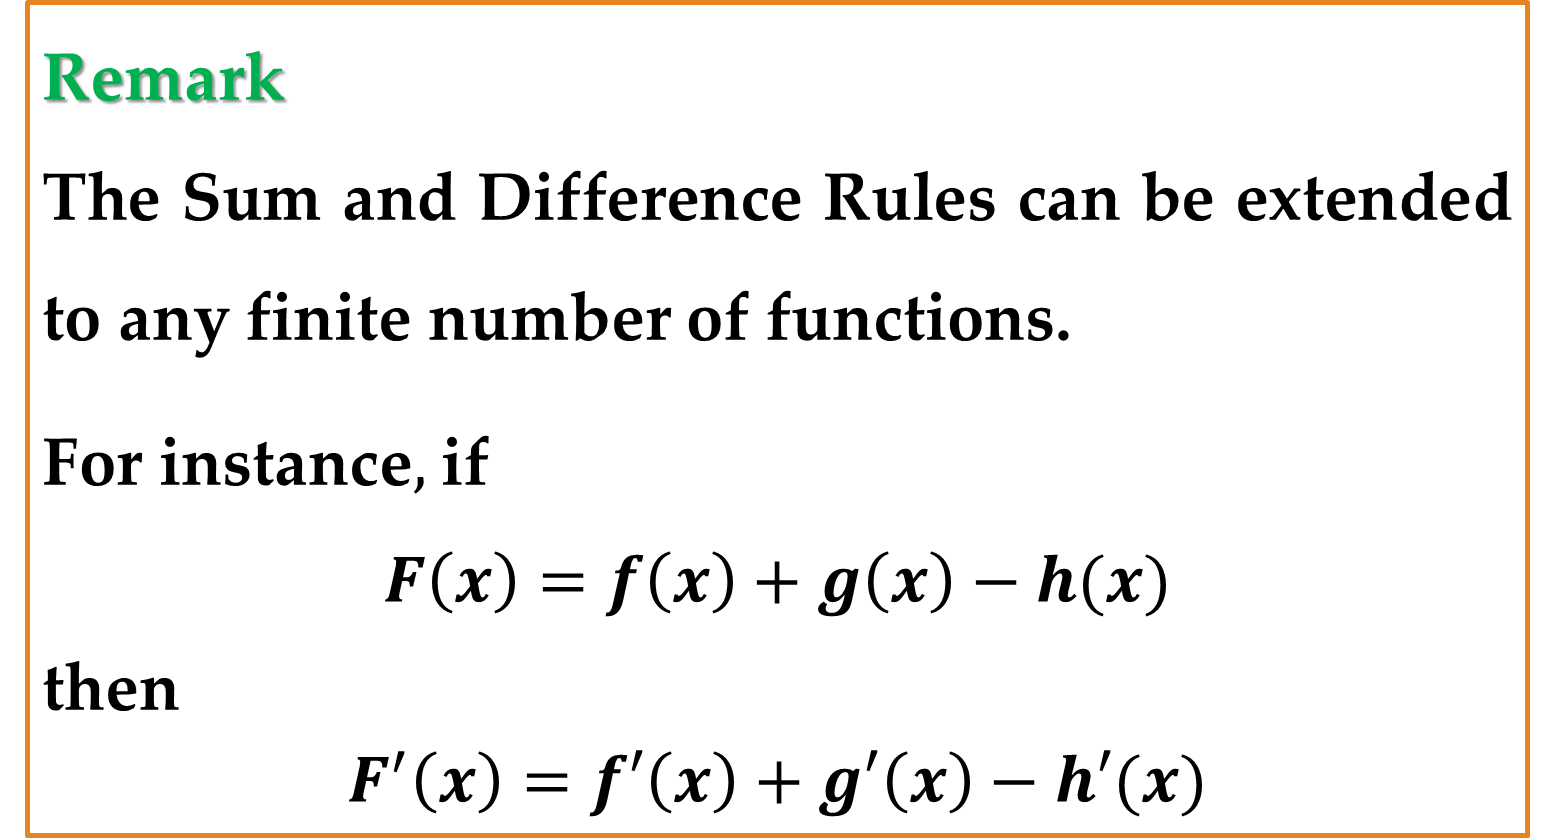 Remark
The Sum and Difference Rules can be extended
to any finite number of functions.
For instance, if
F(x) = f(x) + g(x) − h(x)
then
F′(x) = f′(x) + g′(x) − h′(x)